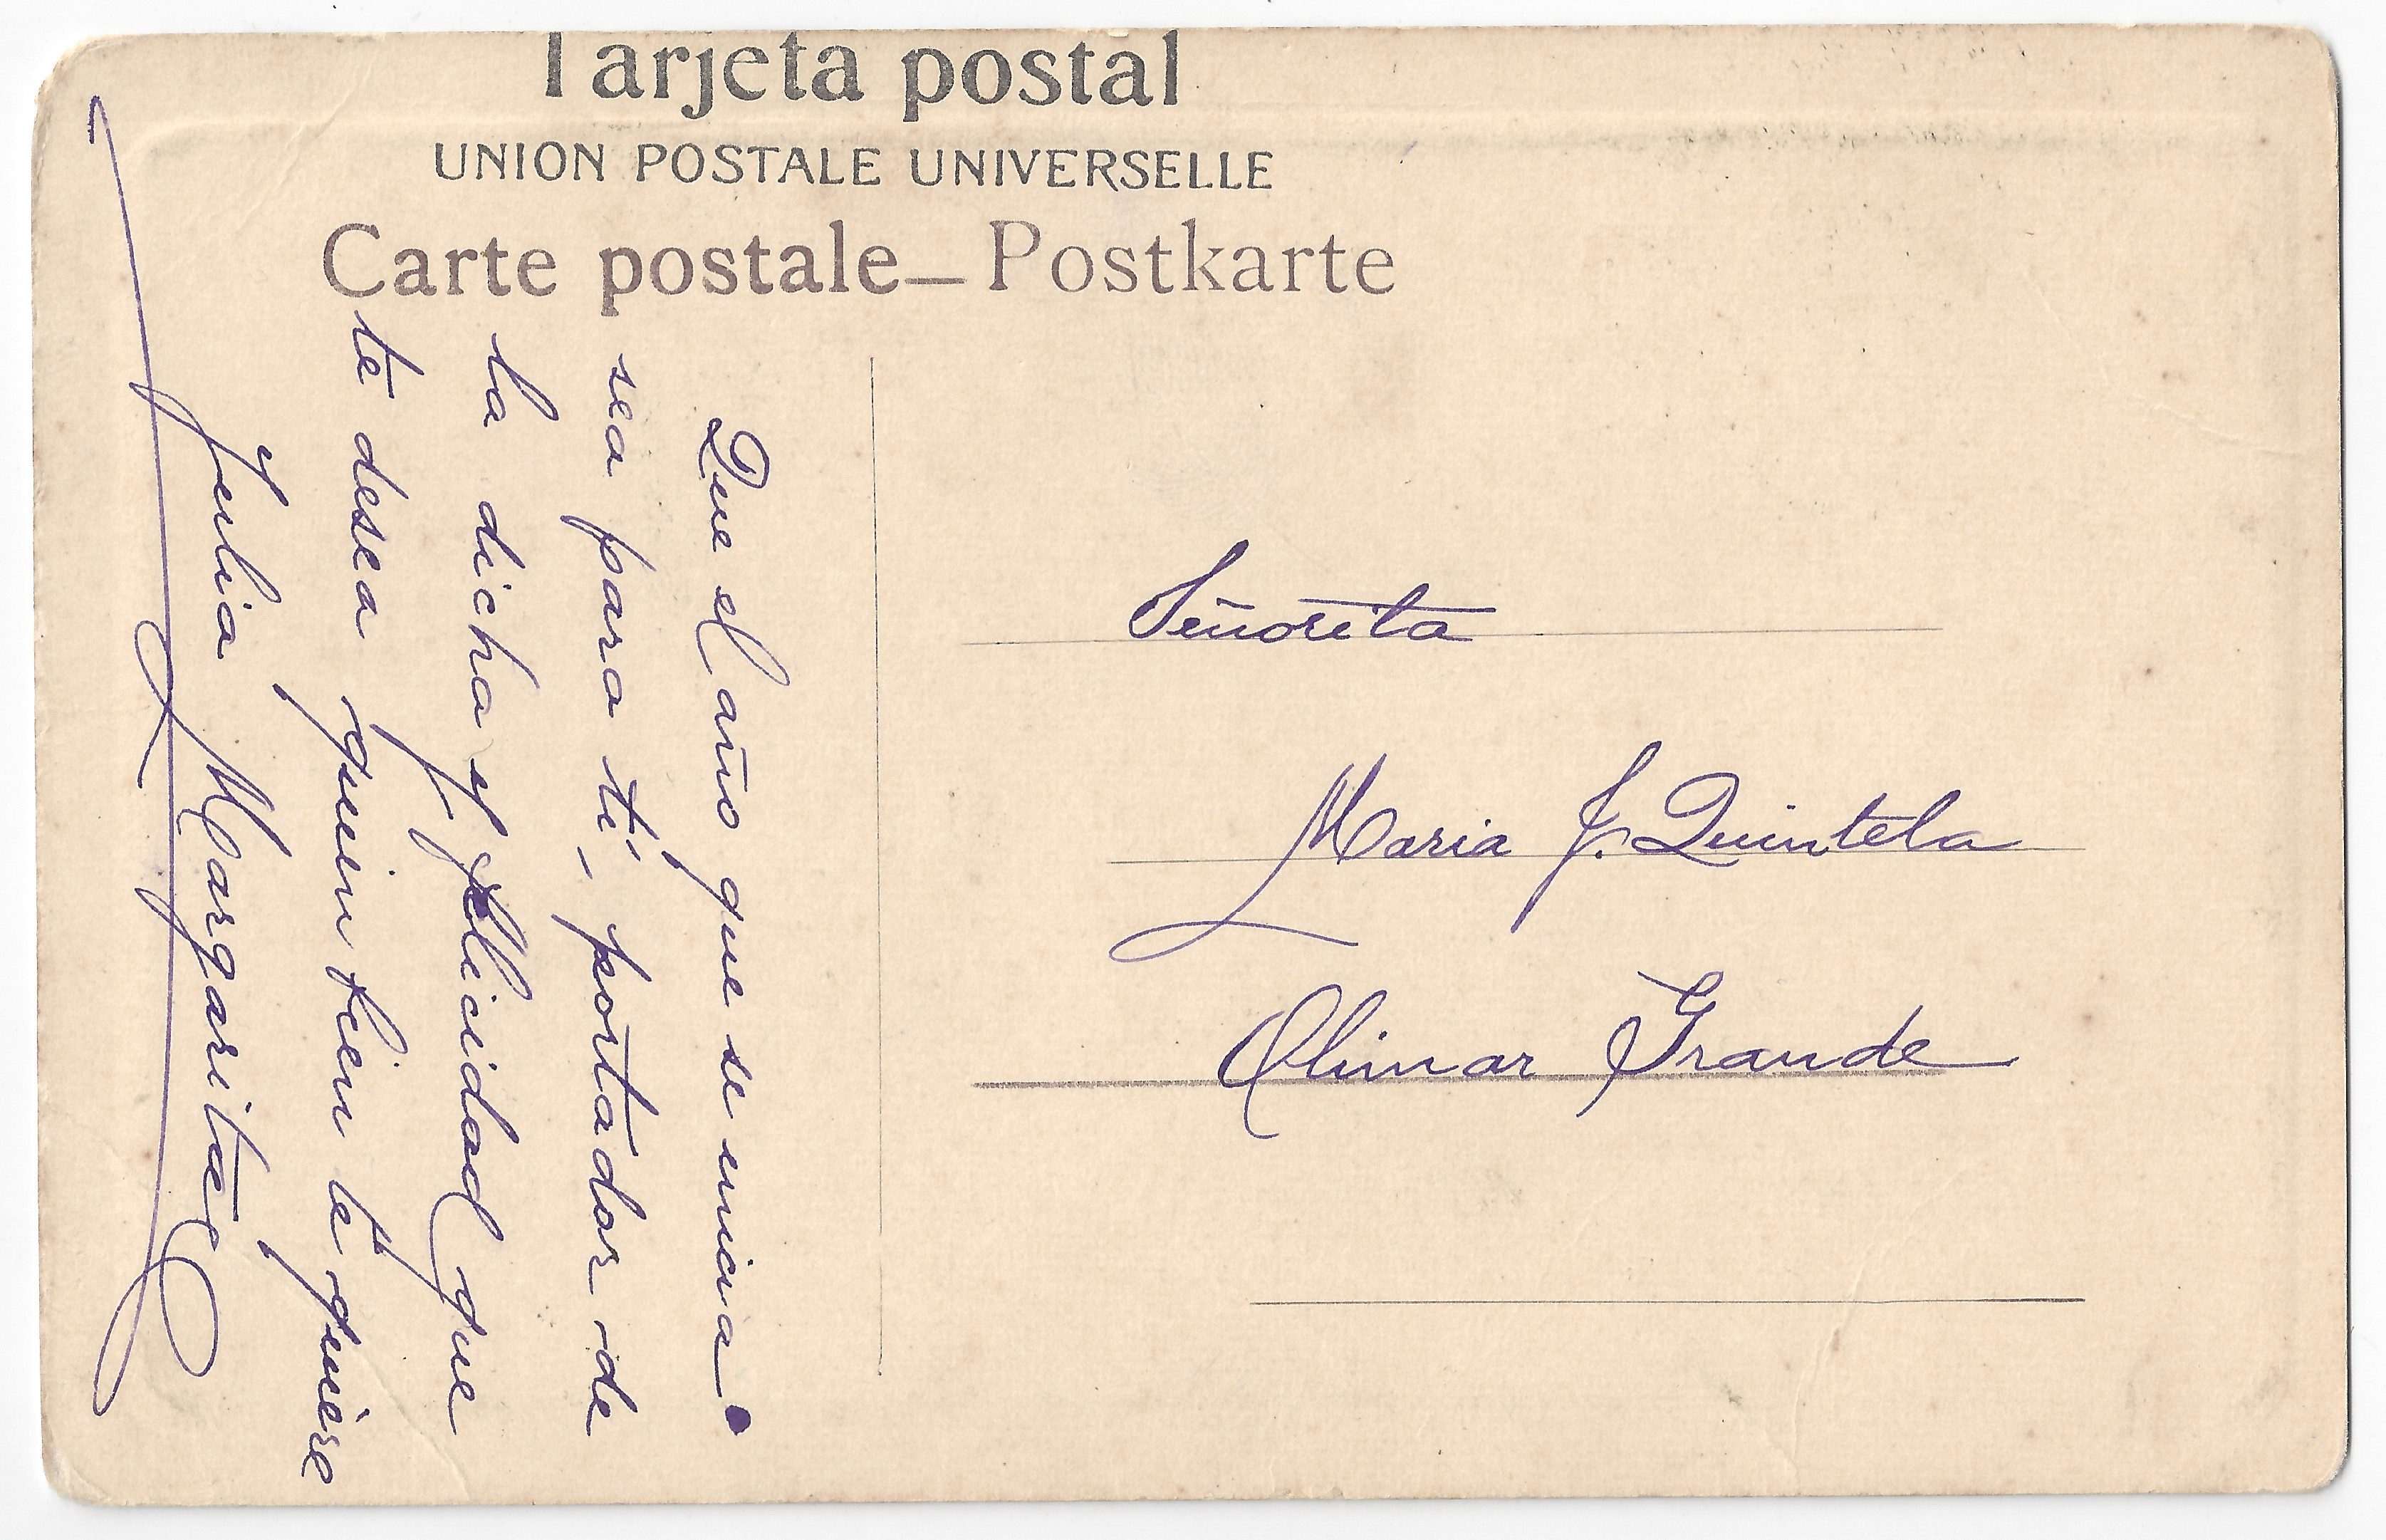 Tarjeta postal
UNION POSTALE UNIVERSELLE
Carte postale — Postkarte
Que el año que se inicia
sea para tí, portador de
la dicha y felicidad que
te desea quien bien te quiere
Julia Margarita
Señorita
Maria J. Quintela
Olimar Grande